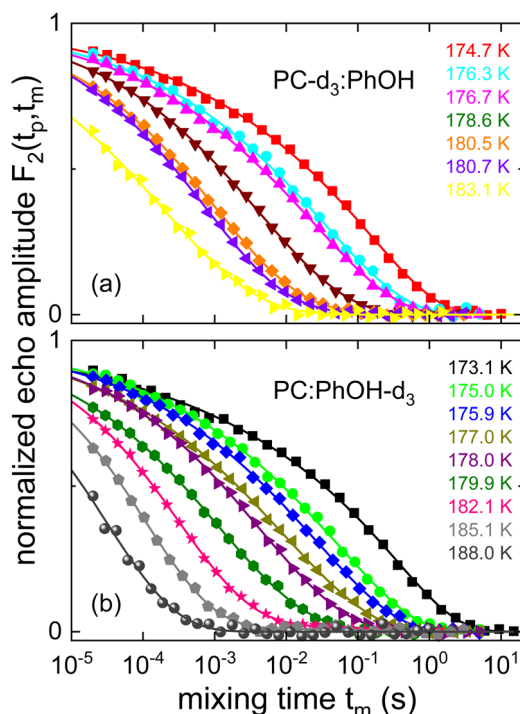 normalized echo amplitude F₂(tₚ,tₘ)
1
PC-d₃:PhOH
174.7 K
176.3 K
176.7 K
178.6 K
180.5 K
180.7 K
183.1 K
(a)
0
1
PC:PhOH-d₃
173.1 K
175.0 K
175.9 K
177.0 K
178.0 K
179.9 K
182.1 K
185.1 K
188.0 K
(b)
0
10⁻⁵ 10⁻⁴ 10⁻³ 10⁻² 10⁻¹ 10⁰ 10¹
mixing time tₘ (s)